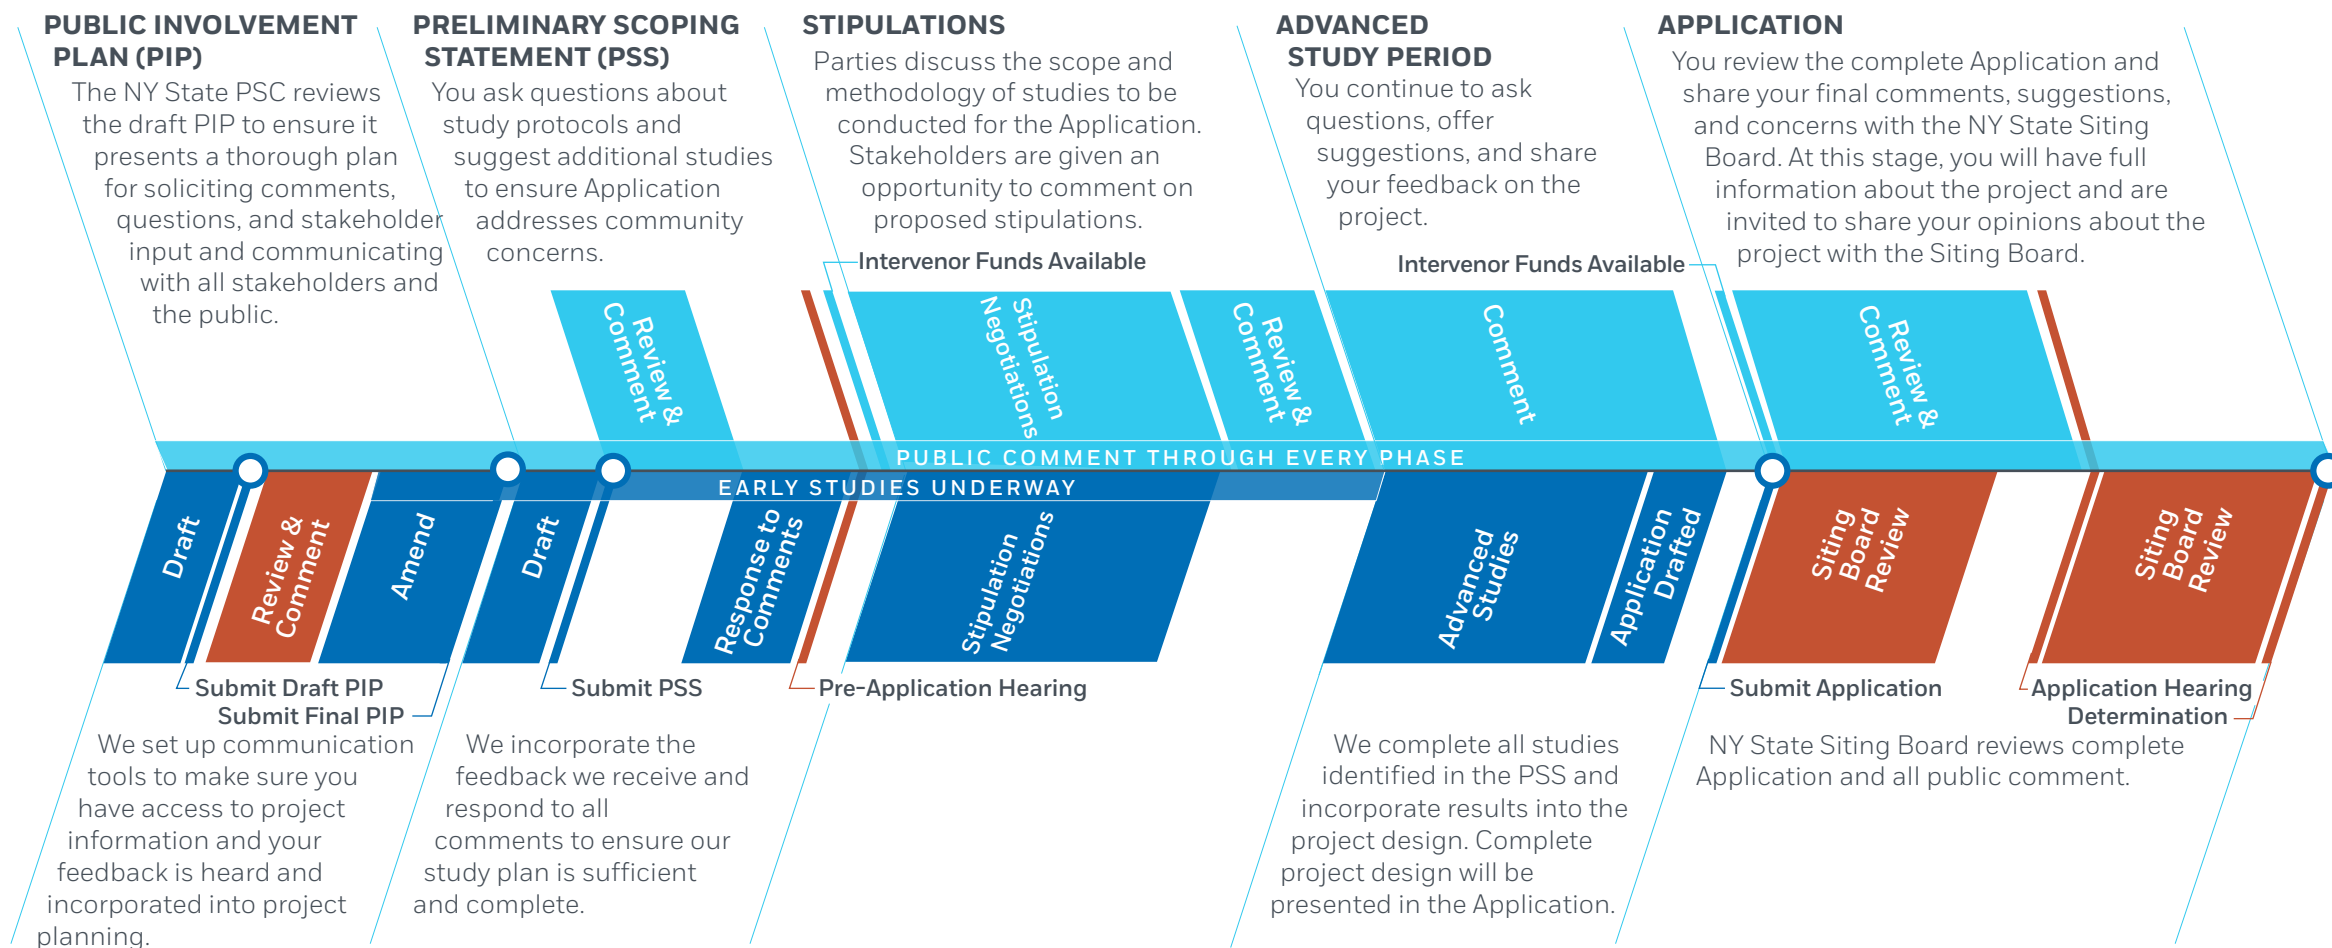 PUBLIC INVOLVEMENT
PLAN (PIP)
The NY State PSC reviews
the draft PIP to ensure it
presents a thorough plan
for soliciting comments,
questions, and stakeholder
input and communicating
with all stakeholders and
the public.
PRELIMINARY SCOPING
STATEMENT (PSS)
You ask questions about
study protocols and
suggest additional studies
to ensure Application
addresses community
concerns.
STIPULATIONS
Parties discuss the scope and
methodology of studies to be
conducted for the Application.
Stakeholders are given an
opportunity to comment on
proposed stipulations.
Intervenor Funds Available
ADVANCED
STUDY PERIOD
You continue to ask
questions, offer
suggestions, and share
your feedback on the
project.
Intervenor Funds Available
APPLICATION
You review the complete Application and
share your final comments, suggestions,
and concerns with the NY State Siting
Board. At this stage, you will have full
information about the project and are
invited to share your opinions about the
project with the Siting Board.
Review &
Comment
Stipulation
Negotiations
Review &
Comment
Comment
Review &
Comment
PUBLIC COMMENT THROUGH EVERY PHASE
EARLY STUDIES UNDERWAY
Draft
Review &
Comment
Amend
Draft
Response to
Comments
Stipulation
Negotiations
Advanced
Studies
Application
Drafted
Siting
Board
Review
Siting
Board
Review
Submit Draft PIP
Submit Final PIP
Submit PSS
Pre-Application Hearing
Submit Application
Application Hearing
Determination
We set up communication
tools to make sure you
have access to project
information and your
feedback is heard and
incorporated into project
planning.
We incorporate the
feedback we receive and
respond to all
comments to ensure our
study plan is sufficient
and complete.
We complete all studies
identified in the PSS and
incorporate results into the
project design. Complete
project design will be
presented in the Application.
NY State Siting Board reviews complete
Application and all public comment.